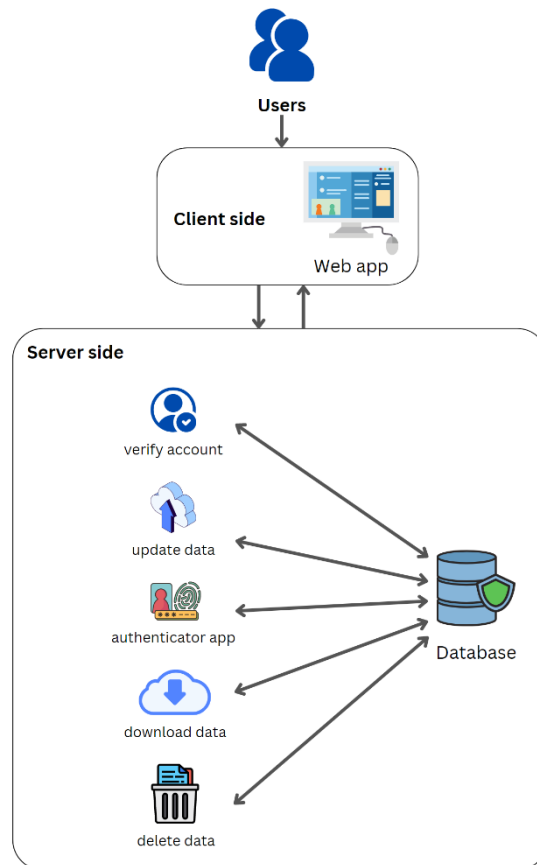 Users
Client side
Web app
Server side
verify account
update data
authenticator app
Database
download data
delete data